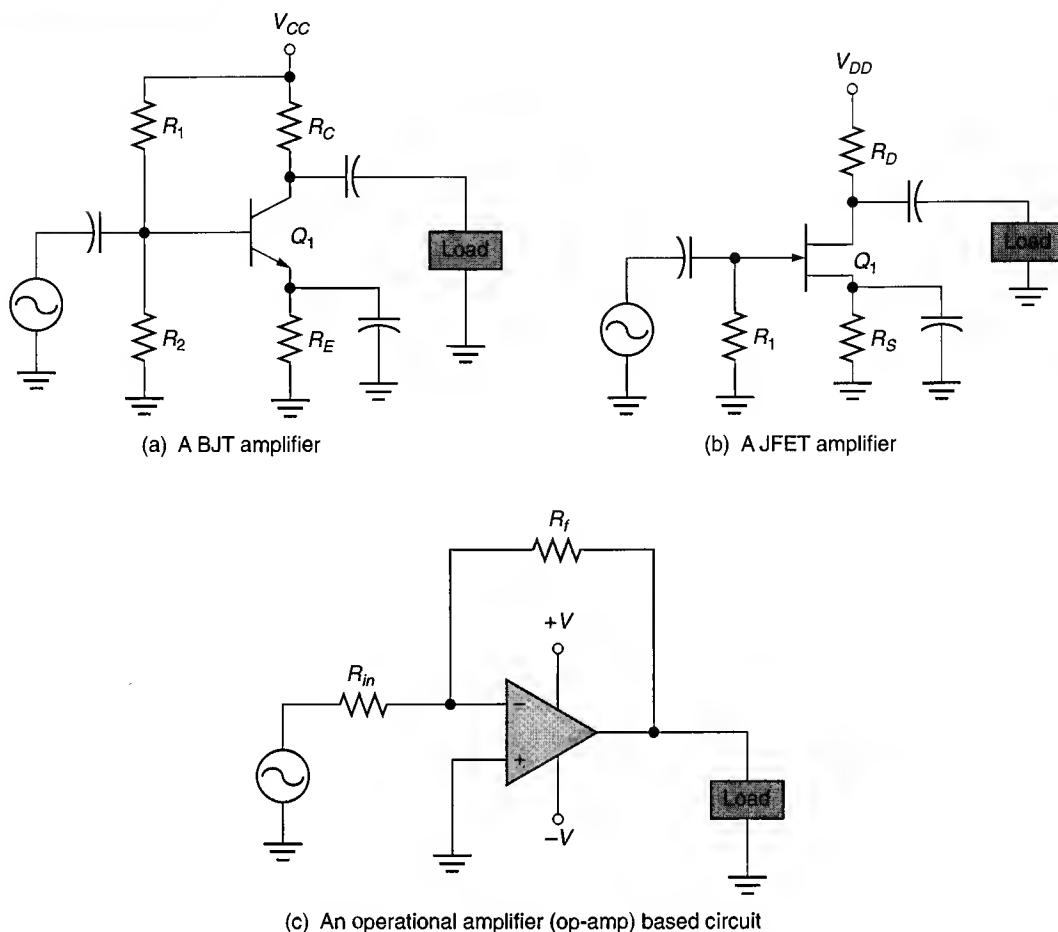 V_CC
R_1
R_C
Q_1
Load
R_2
R_E
(a) A BJT amplifier
V_DD
R_D
Load
Q_1
R_1
R_S
(b) A JFET amplifier
R_f
+V
R_in
−
+
Load
−V
(c) An operational amplifier (op-amp) based circuit